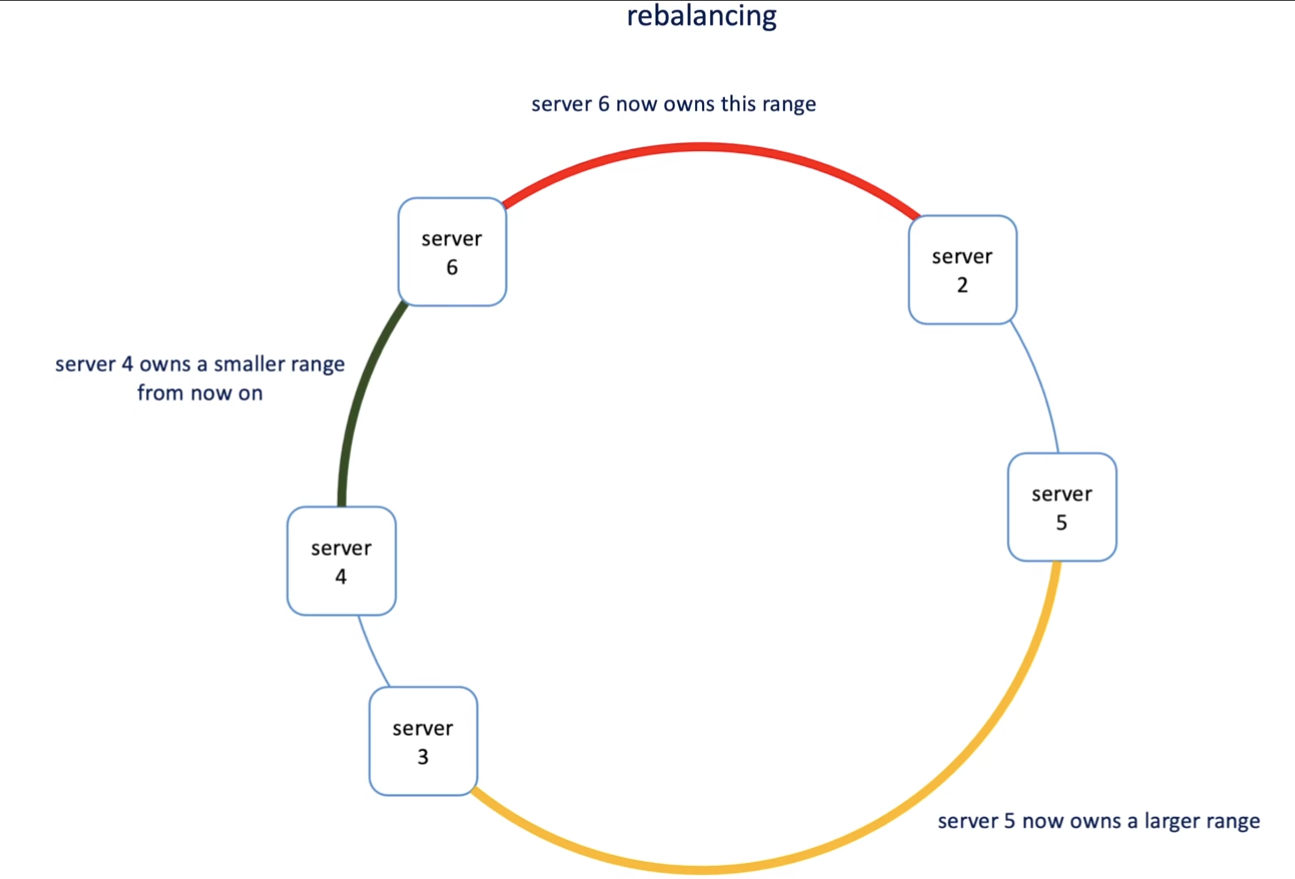 rebalancing
server 6 now owns this range
server
6
server
2
server 4 owns a smaller range
from now on
server
5
server
4
server
3
server 5 now owns a larger range